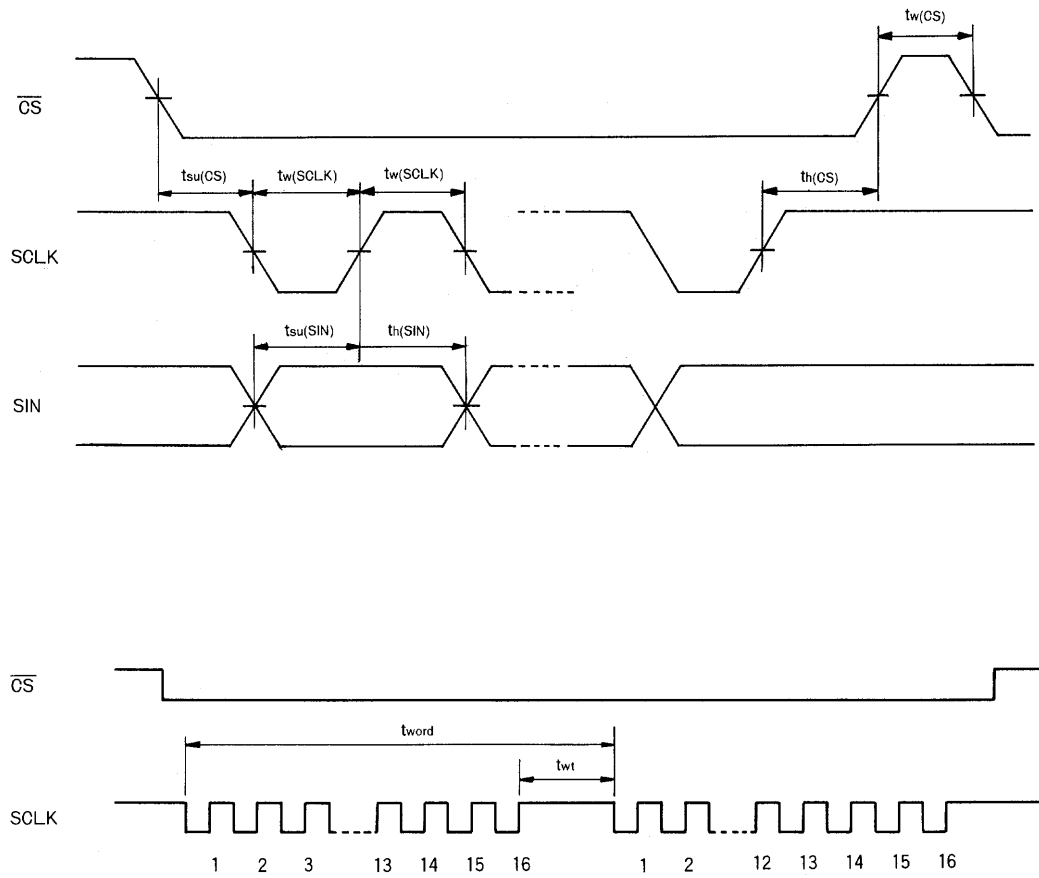 tw(CS)
CS
tsu(CS) tw(SCLK) tw(SCLK) th(CS)
SCLK
tsu(SIN) th(SIN)
SIN
CS
tword
twt
SCLK
1 2 3 13 14 15 16 1 2 12 13 14 15 16